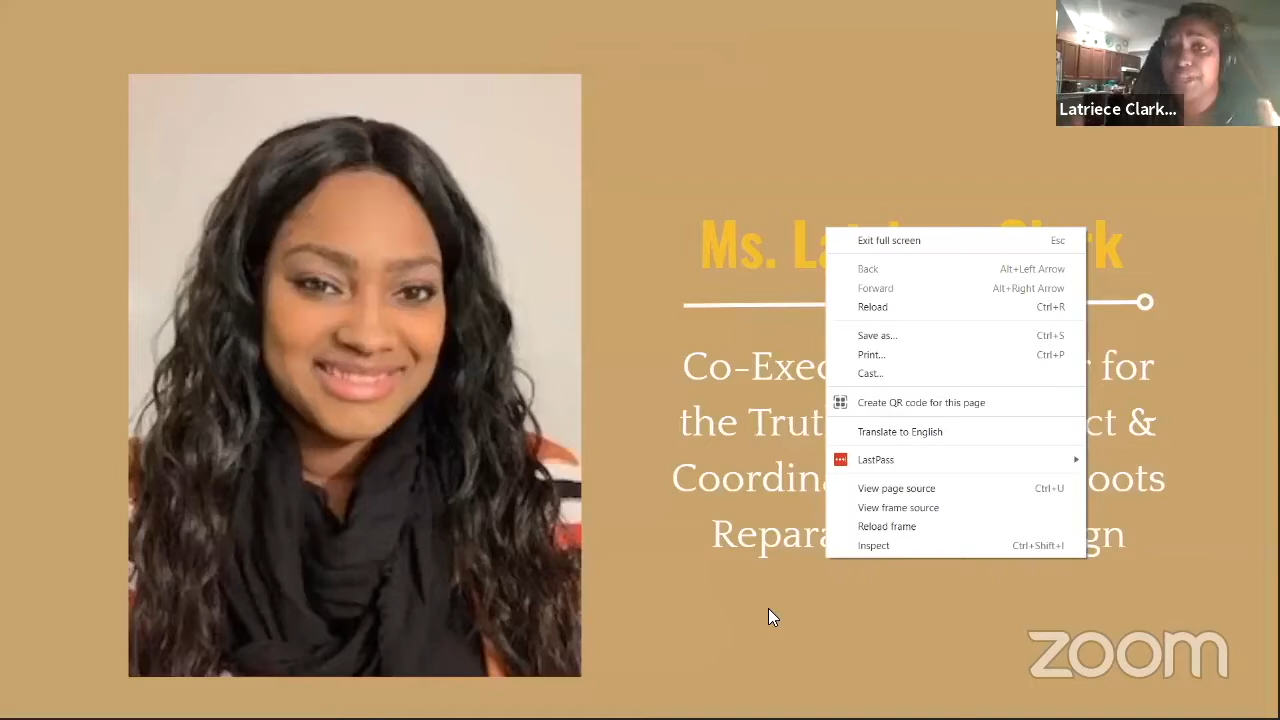 Latriece Clark...
Ms. La
rk
Exit full screen Esc
Back Alt+Left Arrow
Forward Alt+Right Arrow
Reload Ctrl+R
Save as... Ctrl+S
Print... Ctrl+P
Cast...
Create QR code for this page
Translate to English
LastPass
View page source Ctrl+U
View frame source
Reload frame
Inspect Ctrl+Shift+I
Co-Exec r for
the Trut ct &
Coordina oots
Repara gn
zoom